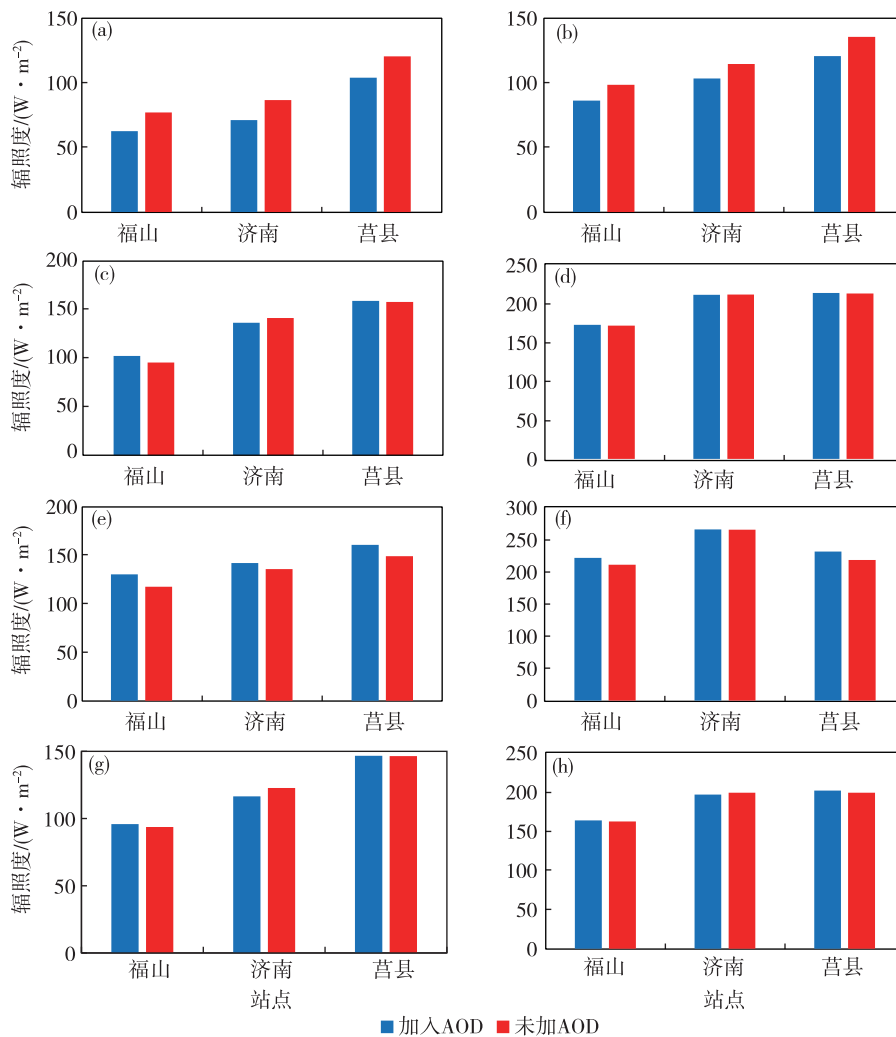 (a)
辐照度/(W·m⁻²)
150
100
50
0
福山 济南 莒县
(b)
150
100
50
0
福山 济南 莒县
(c)
辐照度/(W·m⁻²)
200
150
100
50
0
福山 济南 莒县
(d)
250
200
150
100
50
0
福山 济南 莒县
(e)
辐照度/(W·m⁻²)
200
150
100
50
0
福山 济南 莒县
(f)
300
250
200
150
100
50
0
福山 济南 莒县
(g)
辐照度/(W·m⁻²)
150
100
50
0
福山 济南 莒县
站点
(h)
250
200
150
100
50
0
福山 济南 莒县
站点
加入AOD 未加AOD